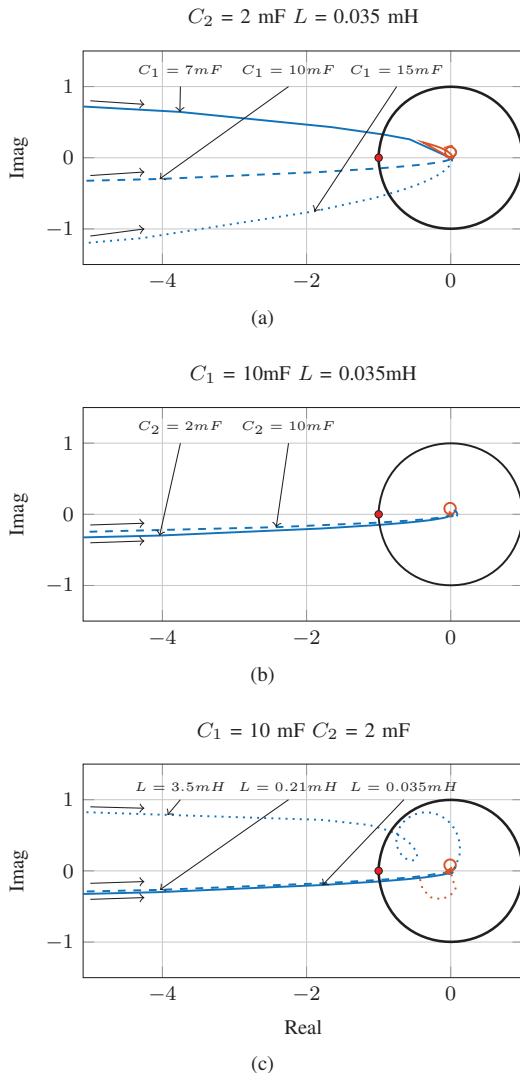 C₂ = 2 mF L = 0.035 mH
C₁ = 7mF C₁ = 10mF C₁ = 15mF
1
0
−1
Imag
−4 −2 0
(a)
C₁ = 10mF L = 0.035mH
C₂ = 2mF C₂ = 10mF
1
0
−1
Imag
−4 −2 0
(b)
C₁ = 10 mF C₂ = 2 mF
L = 3.5mH L = 0.21mH L = 0.035mH
1
0
−1
Imag
−4 −2 0
Real
(c)